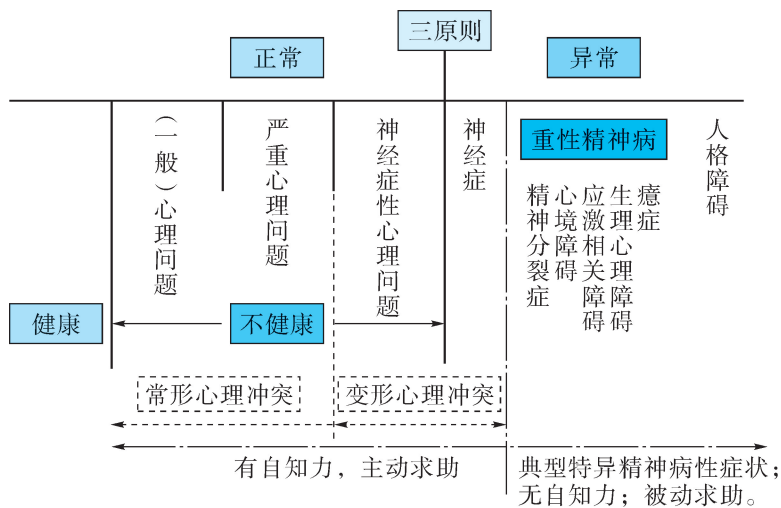 三原则
正常
异常
(一般)心理问题
严重心理问题
神经症性心理问题
神经症
重性精神病
精神分裂症
心境障碍
应激相关障碍
生理心理障碍
癔症
人格障碍
健康
不健康
常形心理冲突
变形心理冲突
有自知力，主动求助
典型特异精神病性症状；
无自知力；被动求助。